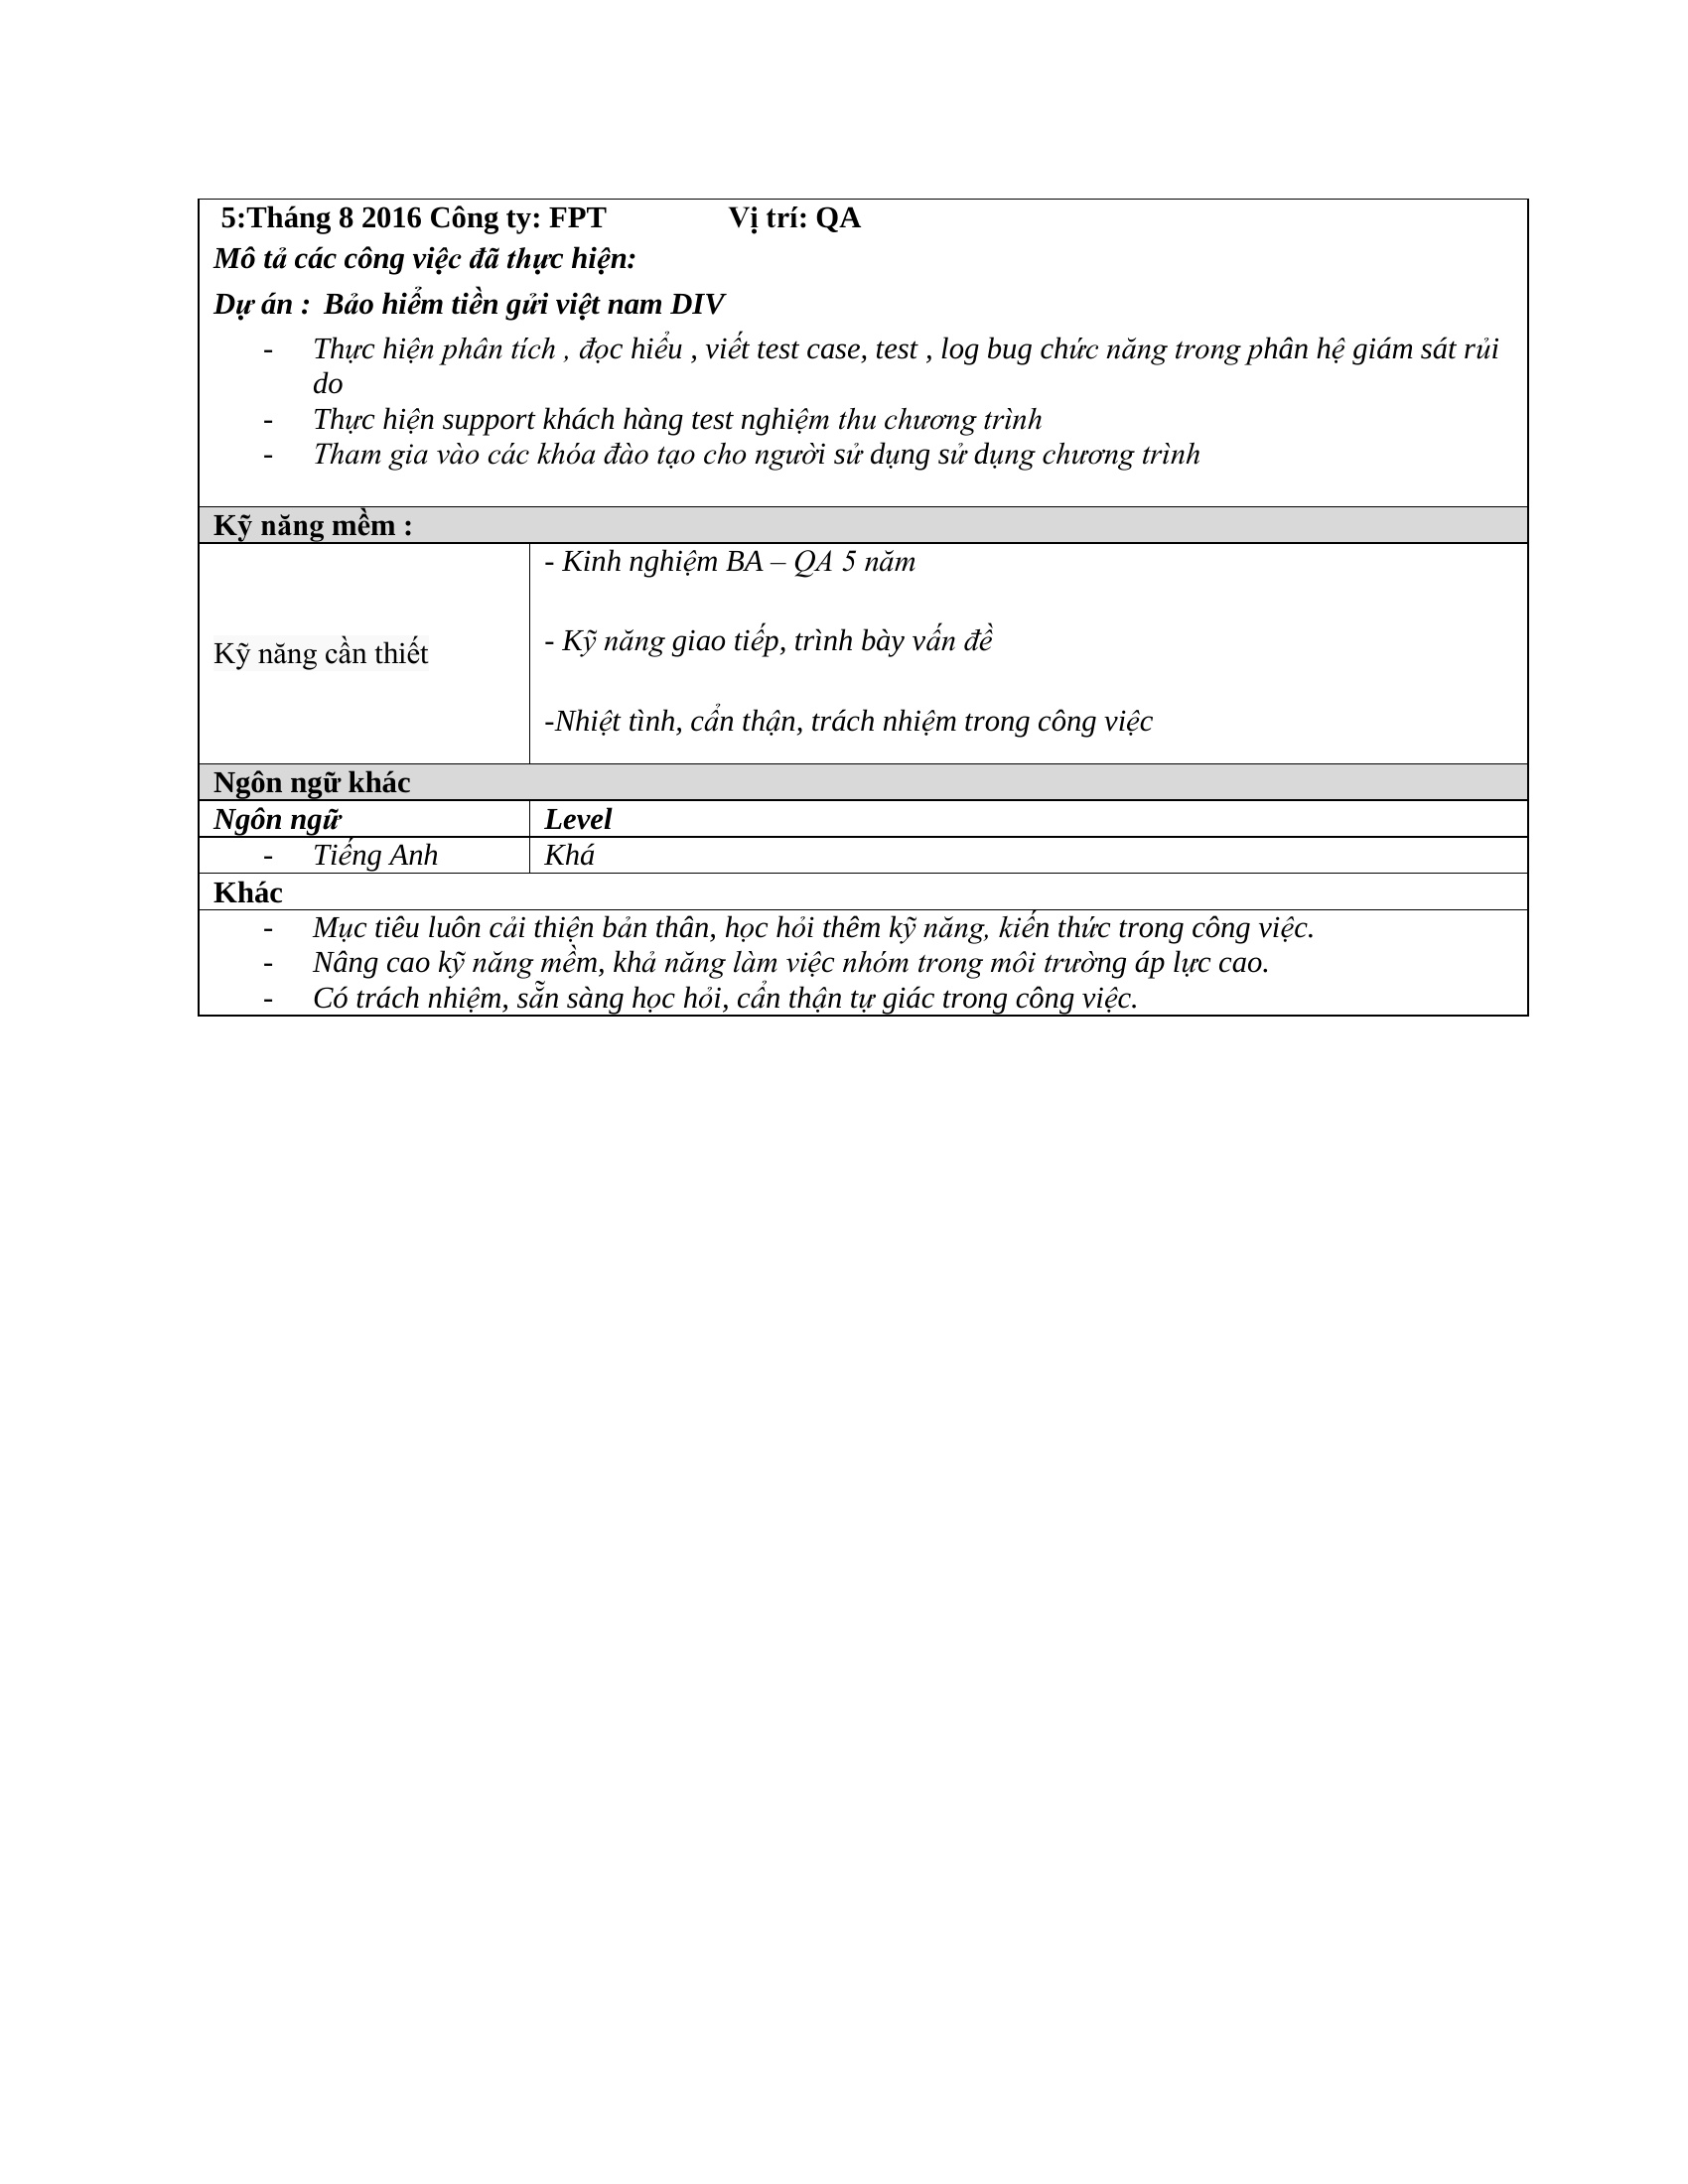 5:Tháng 8 2016 Công ty: FPT Vị trí: QA
Mô tả các công việc đã thực hiện:
Dự án : Bảo hiểm tiền gửi việt nam DIV
- Thực hiện phân tích , đọc hiểu , viết test case, test , log bug chức năng trong phân hệ giám sát rủi
do
- Thực hiện support khách hàng test nghiệm thu chương trình
- Tham gia vào các khóa đào tạo cho người sử dụng sử dụng chương trình
Kỹ năng mềm :
Kỹ năng cần thiết
- Kinh nghiệm BA – QA 5 năm
- Kỹ năng giao tiếp, trình bày vấn đề
-Nhiệt tình, cẩn thận, trách nhiệm trong công việc
Ngôn ngữ khác
Ngôn ngữ Level
- Tiếng Anh Khá
Khác
- Mục tiêu luôn cải thiện bản thân, học hỏi thêm kỹ năng, kiến thức trong công việc.
- Nâng cao kỹ năng mềm, khả năng làm việc nhóm trong môi trường áp lực cao.
- Có trách nhiệm, sẵn sàng học hỏi, cẩn thận tự giác trong công việc.